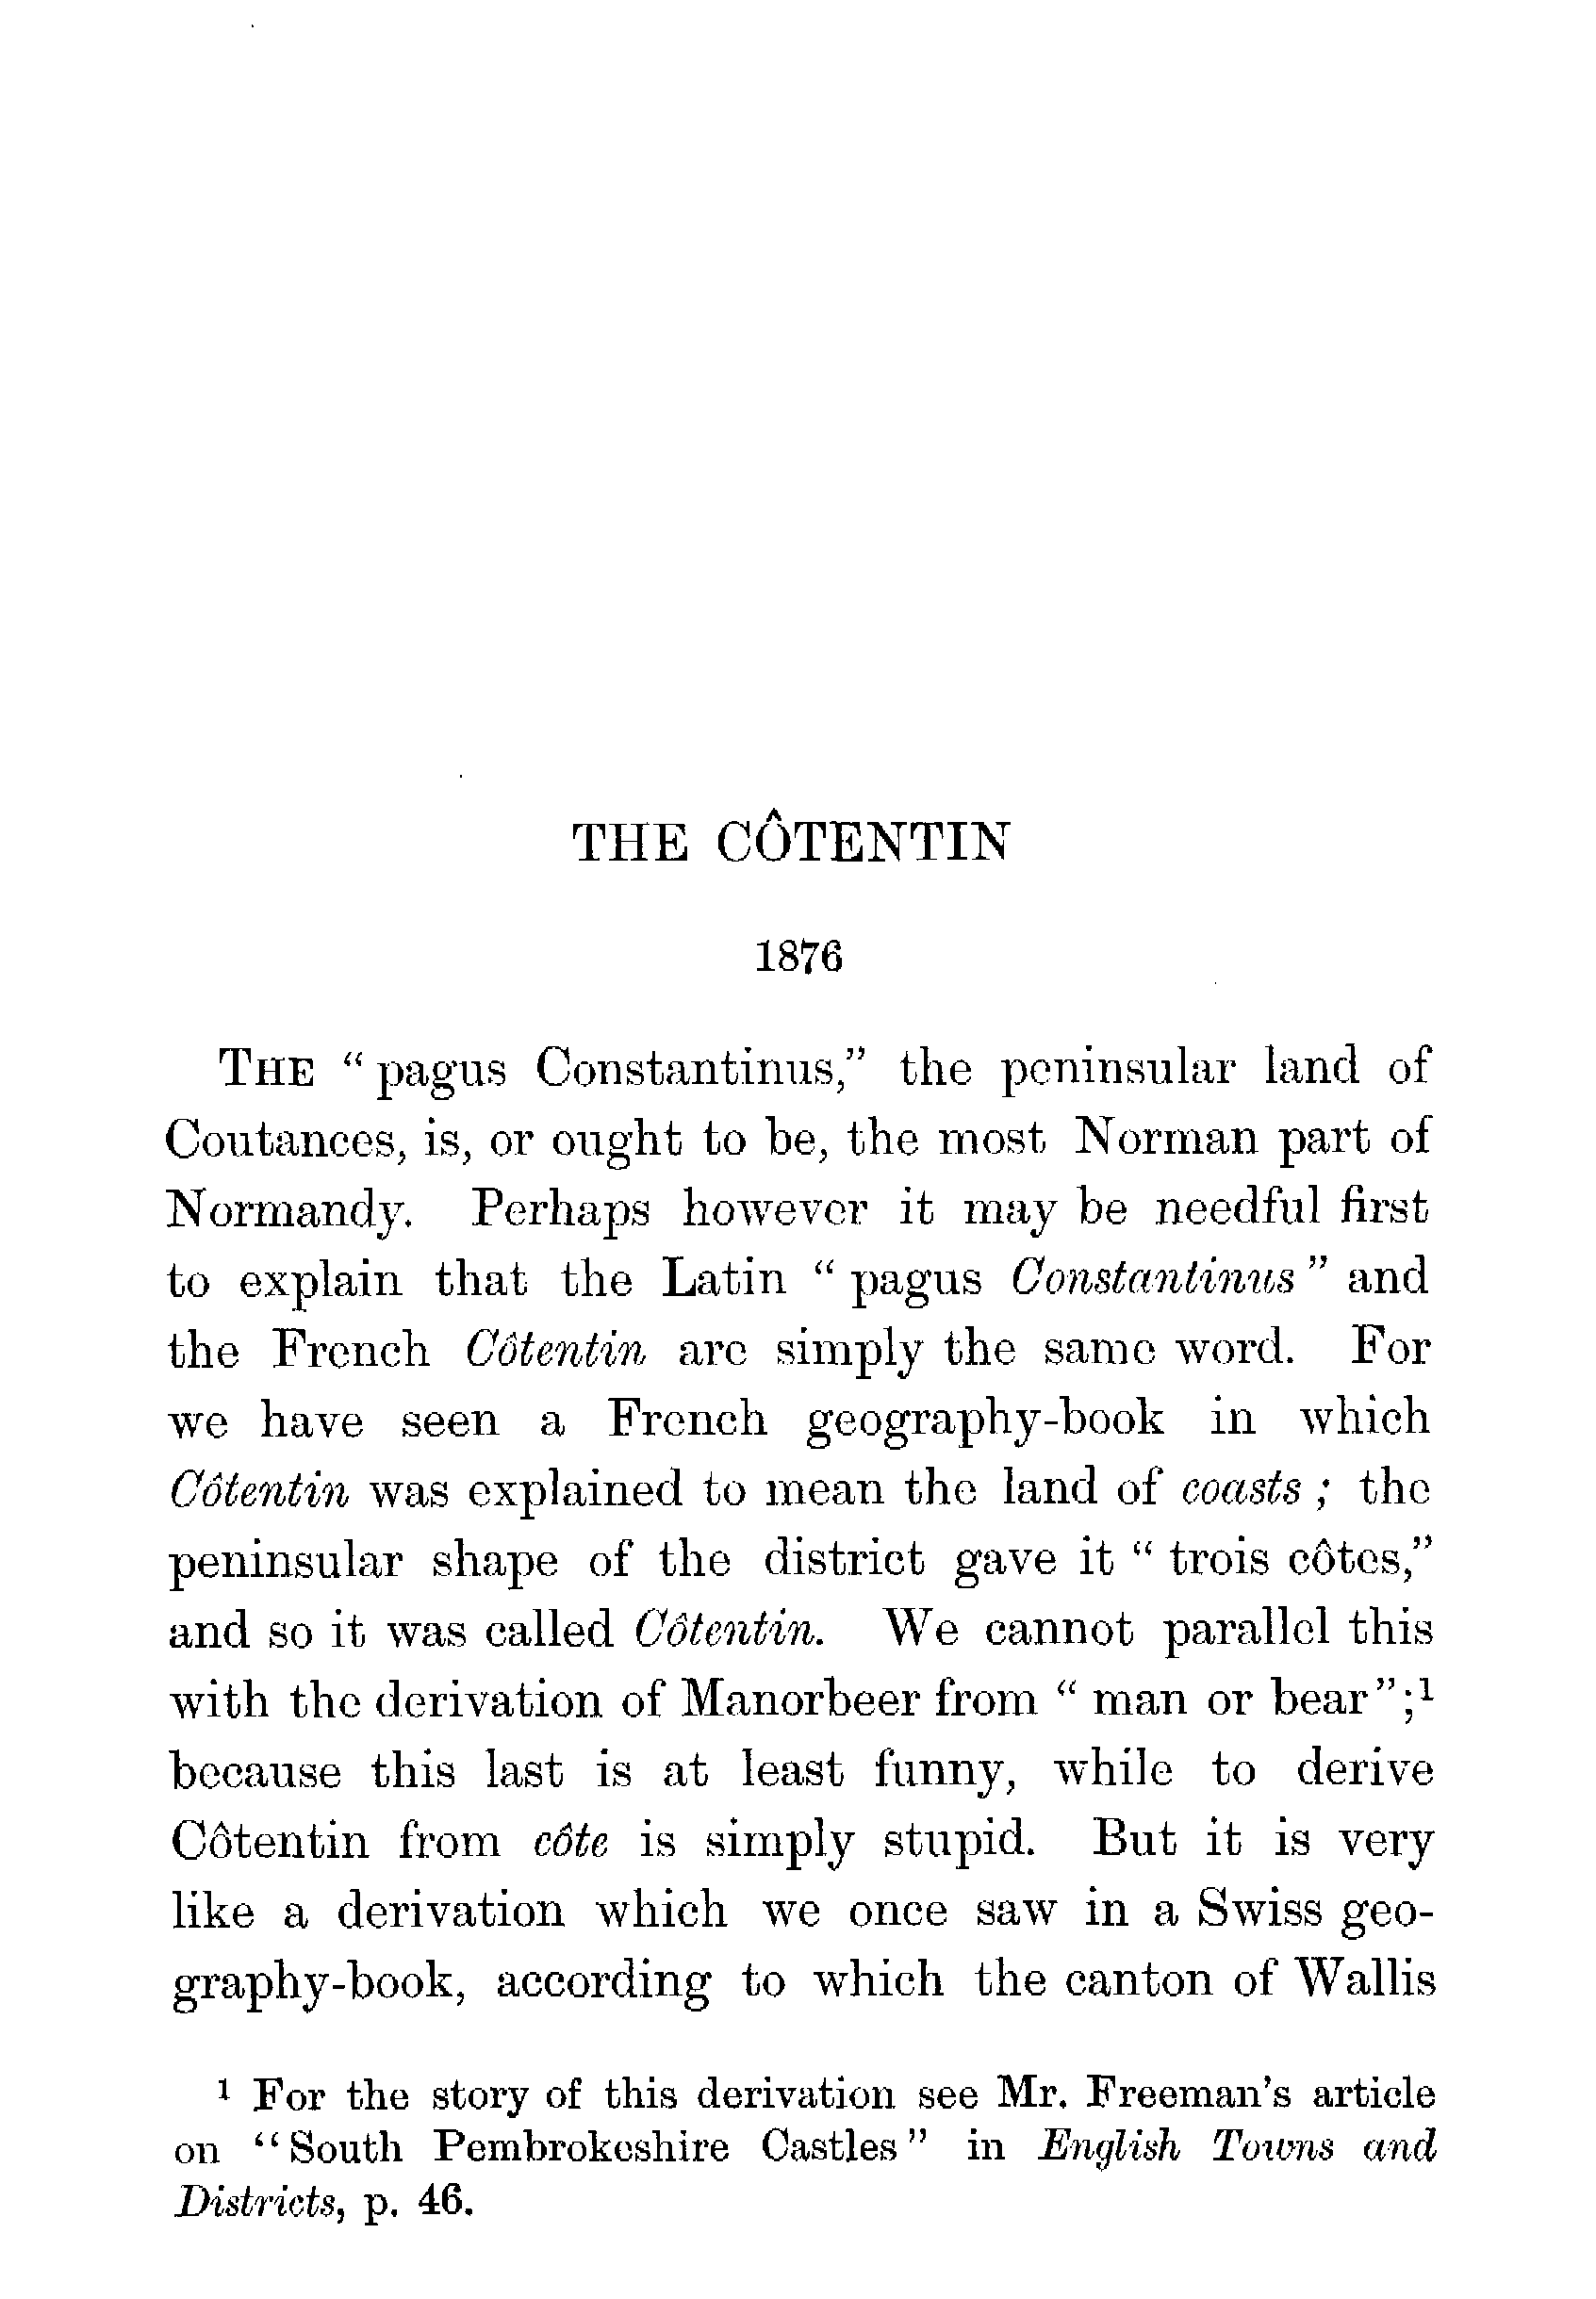 THE CÔTENTIN
1876
THE “pagus Constantinus,” the peninsular land of
Coutances, is, or ought to be, the most Norman part of
Normandy. Perhaps however it may be needful first
to explain that the Latin “pagus Constantinus” and
the French Côtentin are simply the same word. For
we have seen a French geography-book in which
Côtentin was explained to mean the land of coasts; the
peninsular shape of the district gave it “trois côtes,”
and so it was called Côtentin. We cannot parallel this
with the derivation of Manorbeer from “man or bear”;¹
because this last is at least funny, while to derive
Côtentin from côte is simply stupid. But it is very
like a derivation which we once saw in a Swiss geo-
graphy-book, according to which the canton of Wallis
¹ For the story of this derivation see Mr. Freeman's article
on “South Pembrokeshire Castles” in English Towns and
Districts, p. 46.